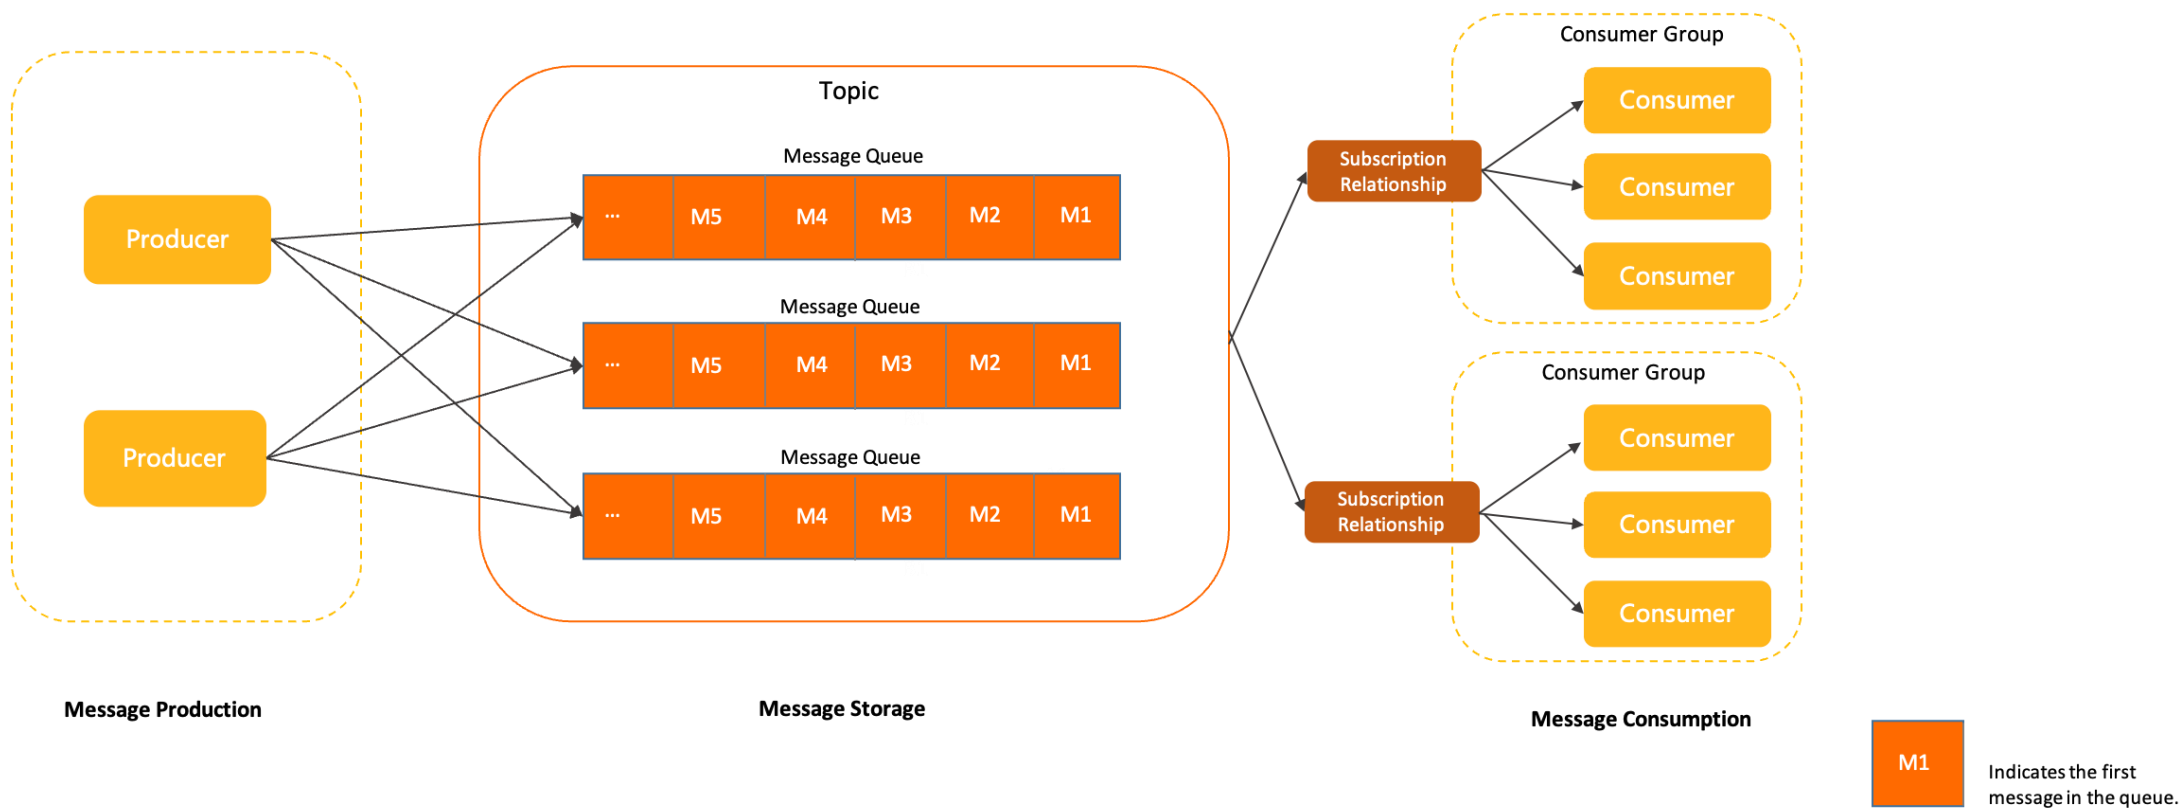 Producer
Producer
Message Production
Topic
Message Queue
... M5 M4 M3 M2 M1
Message Queue
... M5 M4 M3 M2 M1
Message Queue
... M5 M4 M3 M2 M1
Message Storage
Subscription
Relationship
Consumer Group
Consumer
Consumer
Consumer
Subscription
Relationship
Consumer Group
Consumer
Consumer
Consumer
Message Consumption
M1
Indicates the first
message in the queue.